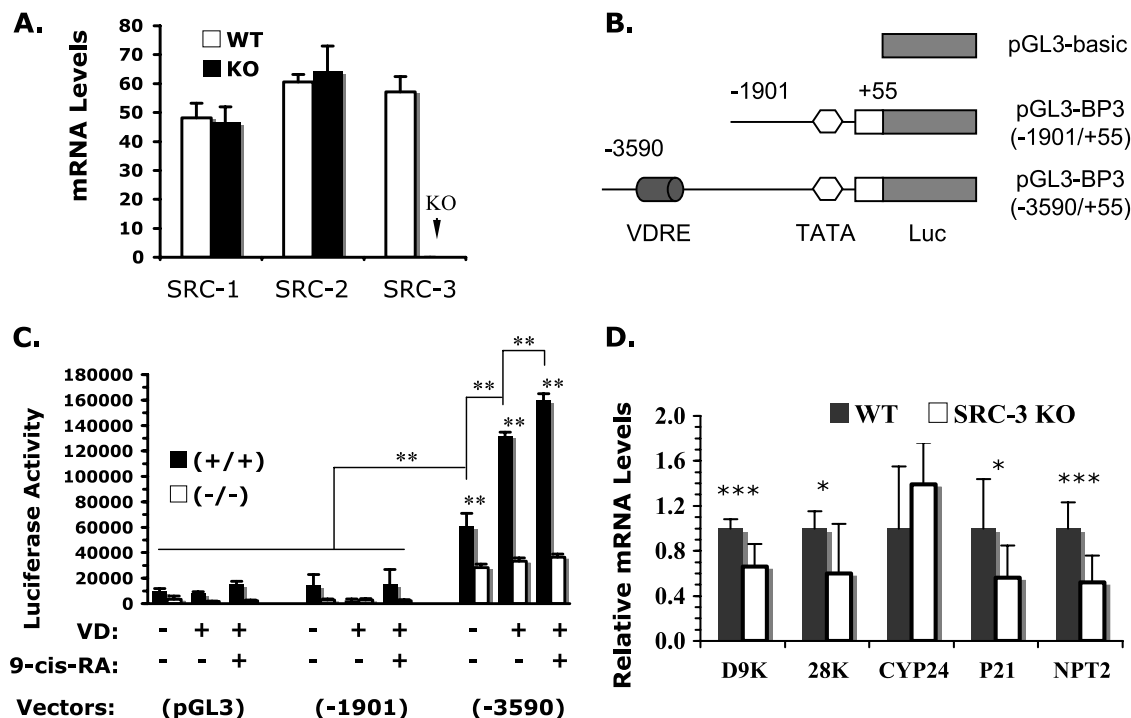 A.
mRNA Levels
80
70
60
50
40
30
20
10
0
WT
KO
KO
SRC-1 SRC-2 SRC-3
B.
pGL3-basic
-1901 +55
pGL3-BP3
(-1901/+55)
-3590
pGL3-BP3
(-3590/+55)
VDRE TATA Luc
C.
Luciferase Activity
180000
160000
140000
120000
100000
80000
60000
40000
20000
0
(+/+)
(-/-)
**
**
**
**
**
**
VD: - + + - + + - + +
9-cis-RA: - - + - - + - - +
Vectors: (pGL3) (-1901) (-3590)
D.
Relative mRNA Levels
2.0
1.6
1.2
0.8
0.4
0.0
WT SRC-3 KO
*** * * ***
D9K 28K CYP24 P21 NPT2